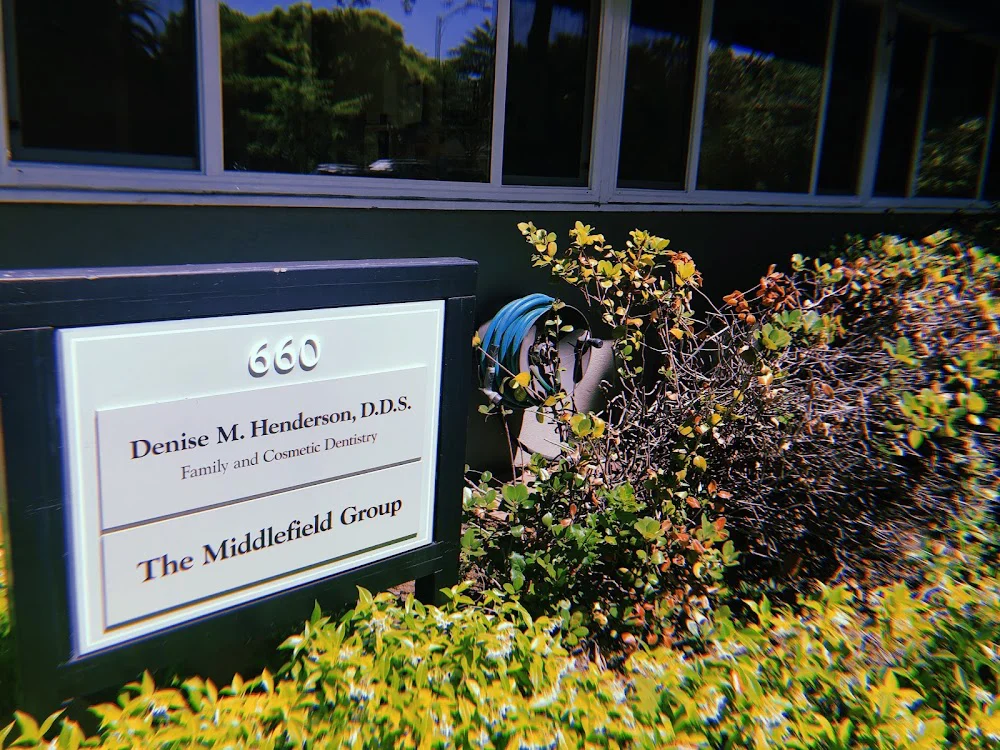 660
Denise M. Henderson, D.D.S.
Family and Cosmetic Dentistry
The Middlefield Group